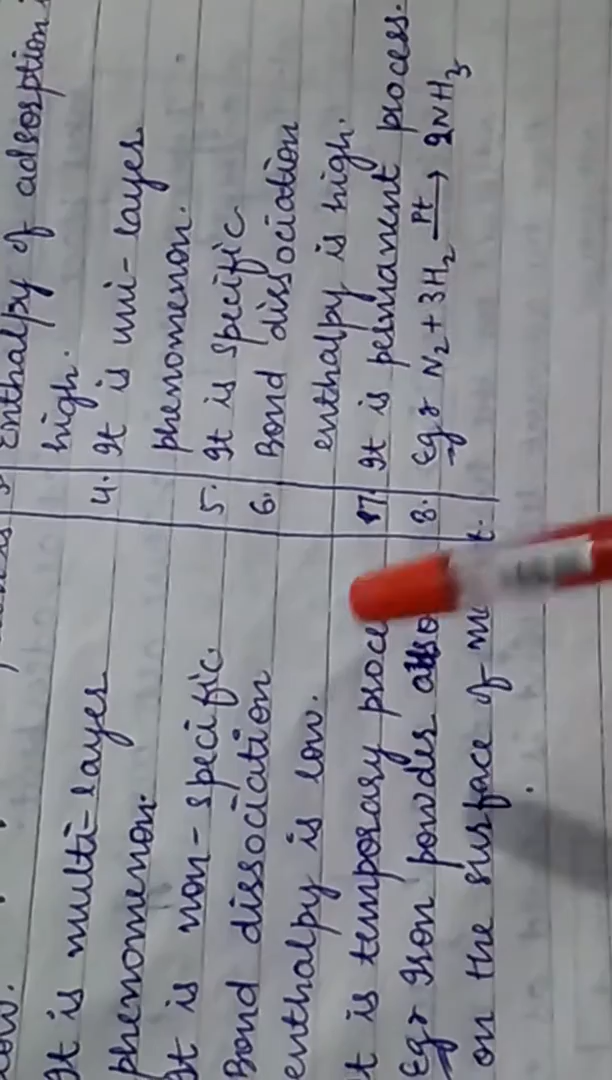 low.
It is multi-layer
phenomenon.
It is non-specific.
Bond dissociation
enthalpy is low.
It is temporary
Eg:- Iron powder
on the surface of
Enthalpy of adsorption
high.
4. It is uni-layer
phenomenon.
5. It is specific
6. Bond dissociation
enthalpy is high.
7. It is permanent process.
8. Eg:- N2 + 3H2 Pt→ 2NH3